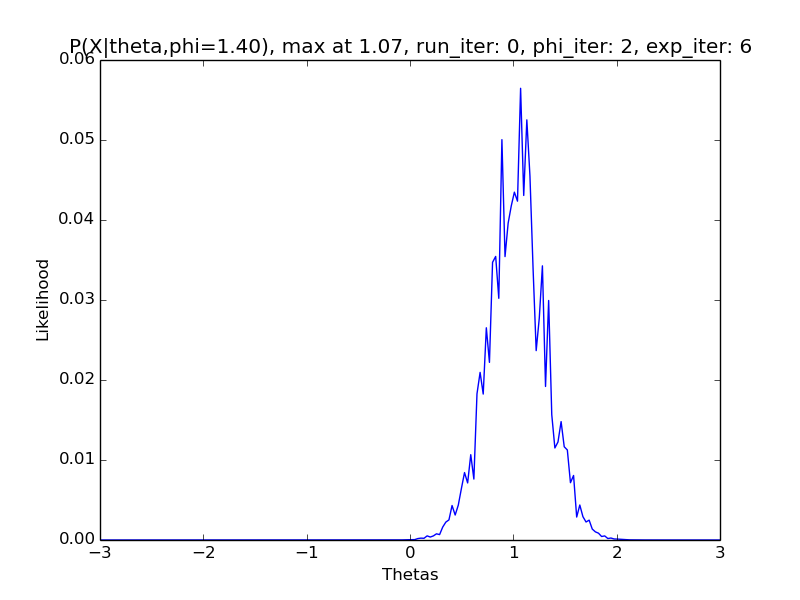 P(X|theta,phi=1.40), max at 1.07, run_iter: 0, phi_iter: 2, exp_iter: 6
0.06
0.05
0.04
0.03
0.02
0.01
0.00
Likelihood
−3 −2 −1 0 1 2 3
Thetas